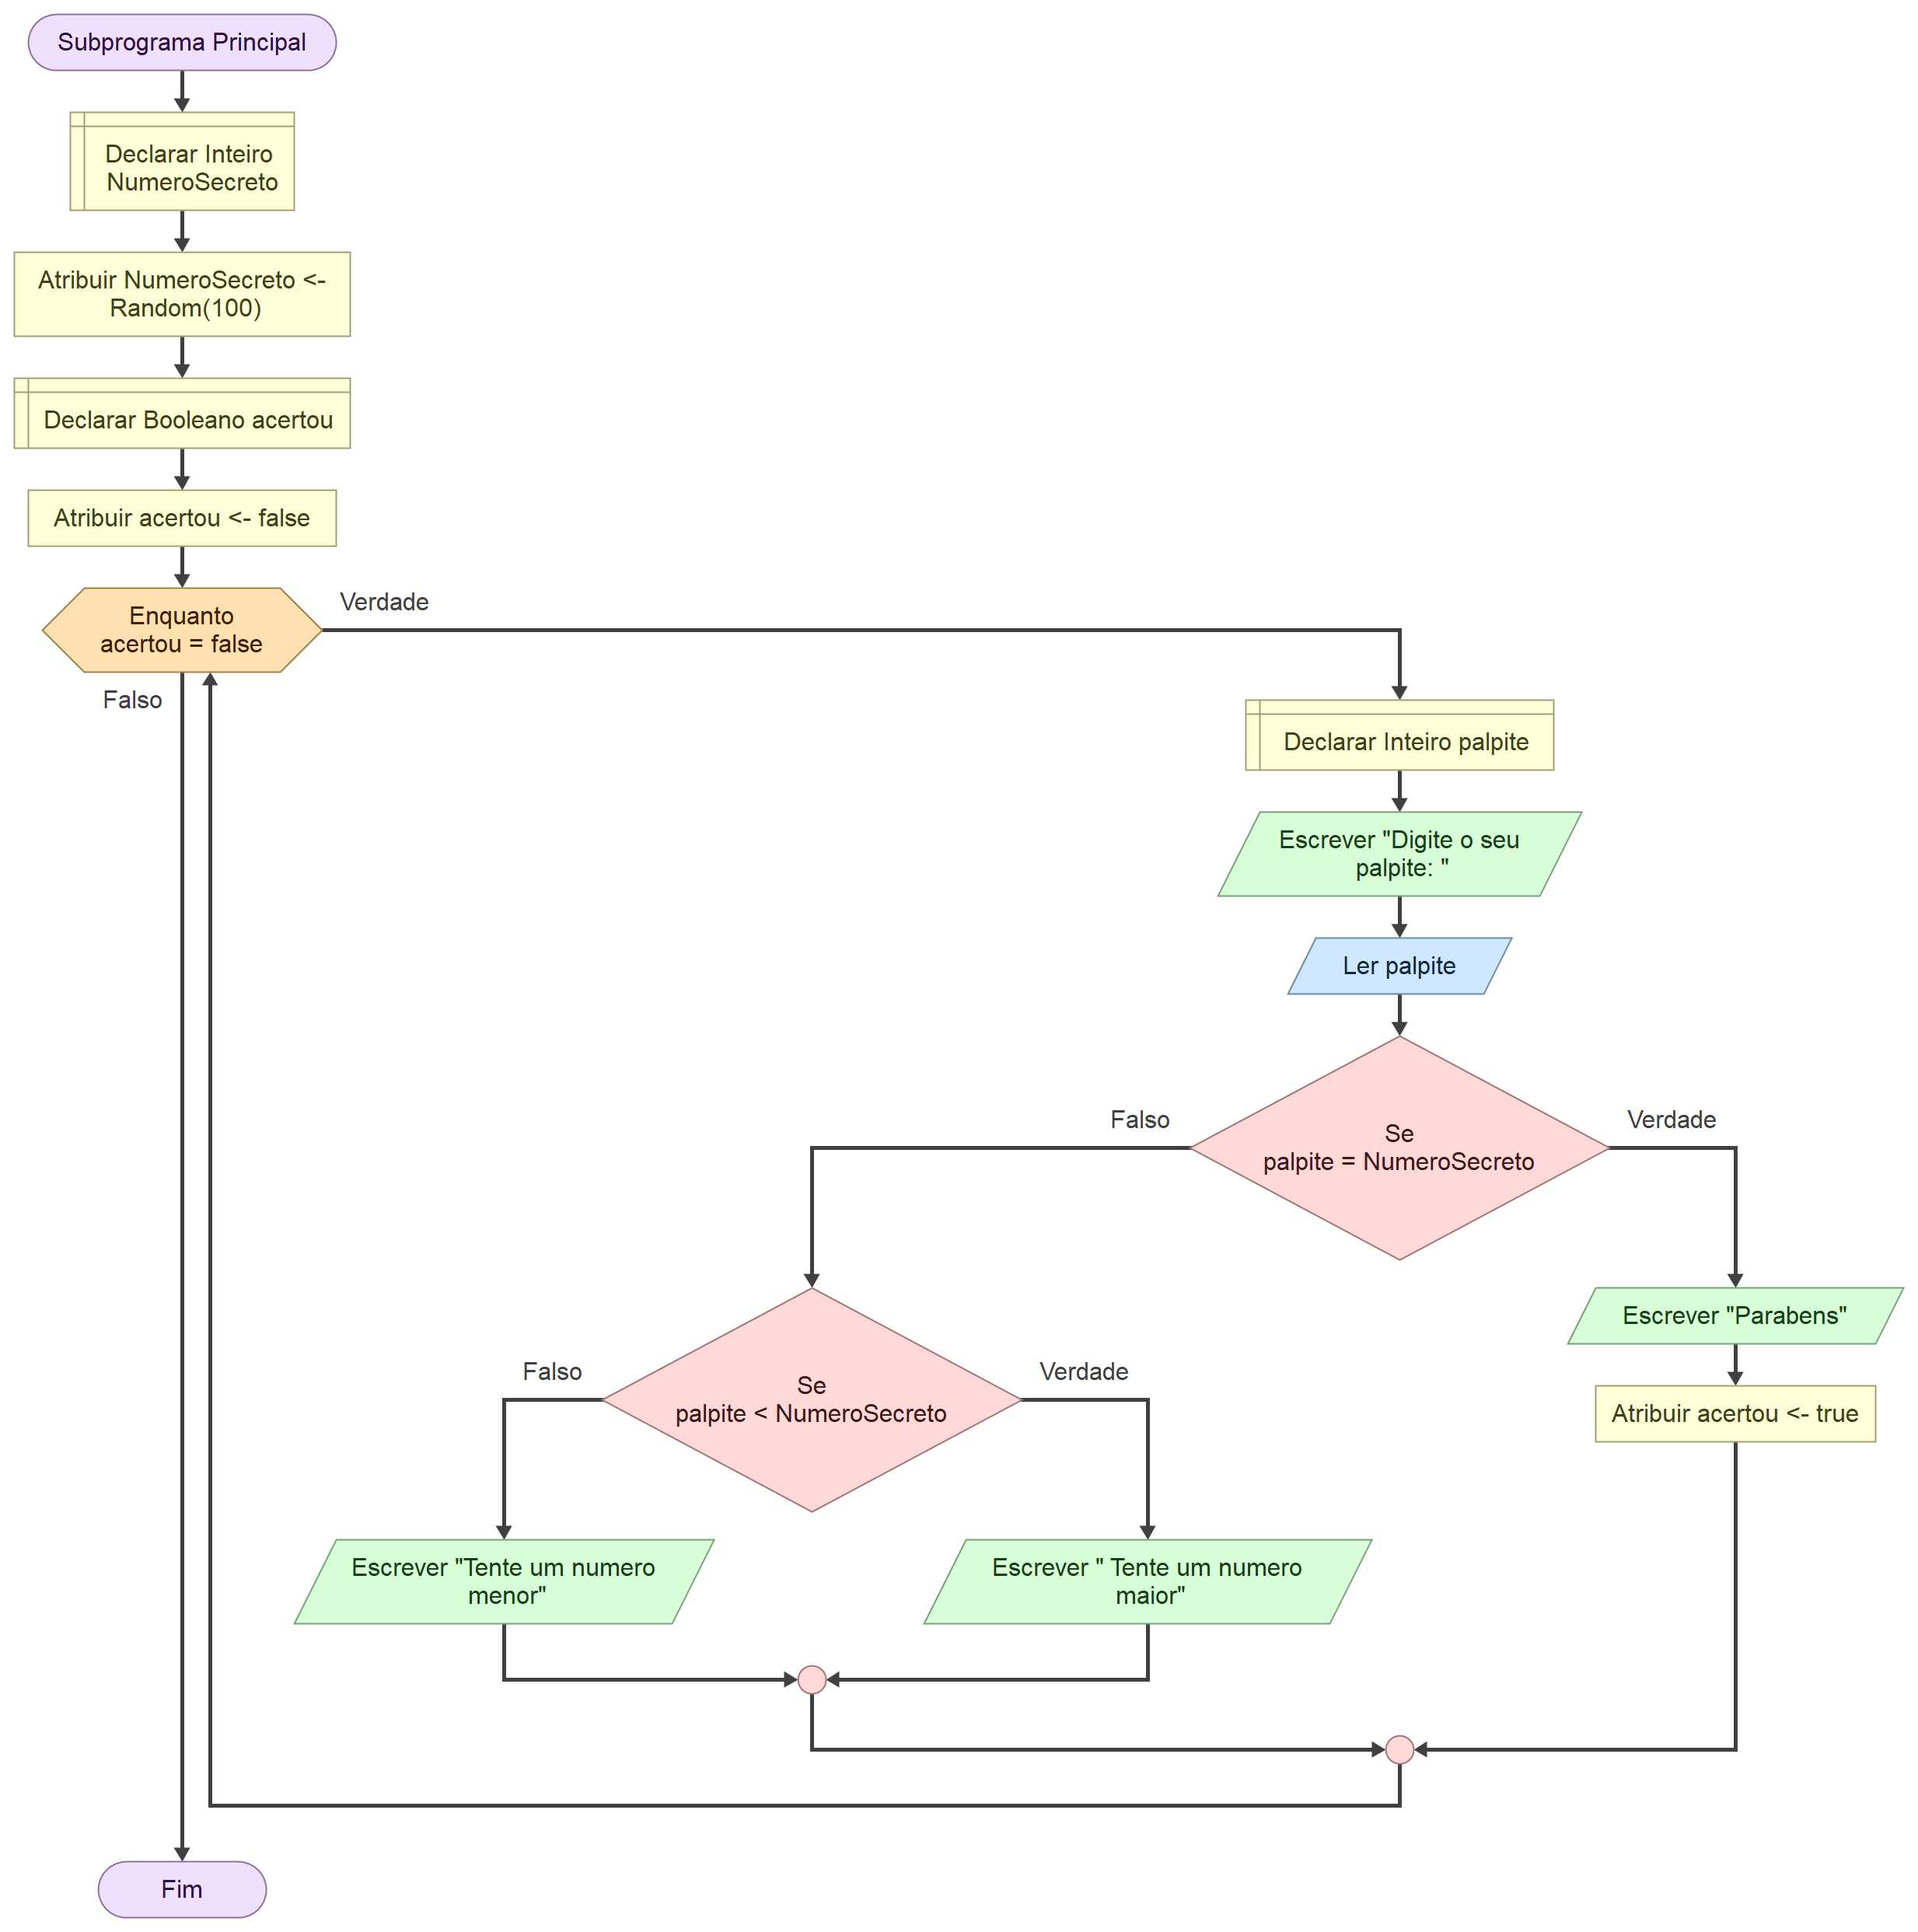 Subprograma Principal
Declarar Inteiro
NumeroSecreto
Atribuir NumeroSecreto <-
Random(100)
Declarar Booleano acertou
Atribuir acertou <- false
Enquanto
acertou = false
Verdade
Falso
Declarar Inteiro palpite
Escrever "Digite o seu
palpite: "
Ler palpite
Se
palpite = NumeroSecreto
Falso
Verdade
Escrever "Parabens"
Atribuir acertou <- true
Se
palpite < NumeroSecreto
Falso
Verdade
Escrever "Tente um numero
menor"
Escrever " Tente um numero
maior"
Fim